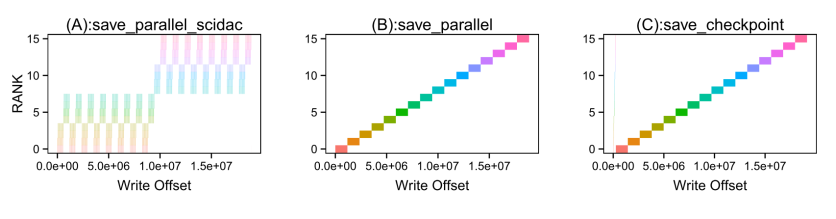 (A):save_parallel_scidac
(B):save_parallel
(C):save_checkpoint
RANK
15
10
5
0
0.0e+00 5.0e+06 1.0e+07 1.5e+07
Write Offset
15
10
5
0
0.0e+00 5.0e+06 1.0e+07 1.5e+07
Write Offset
15
10
5
0
0.0e+00 5.0e+06 1.0e+07 1.5e+07
Write Offset